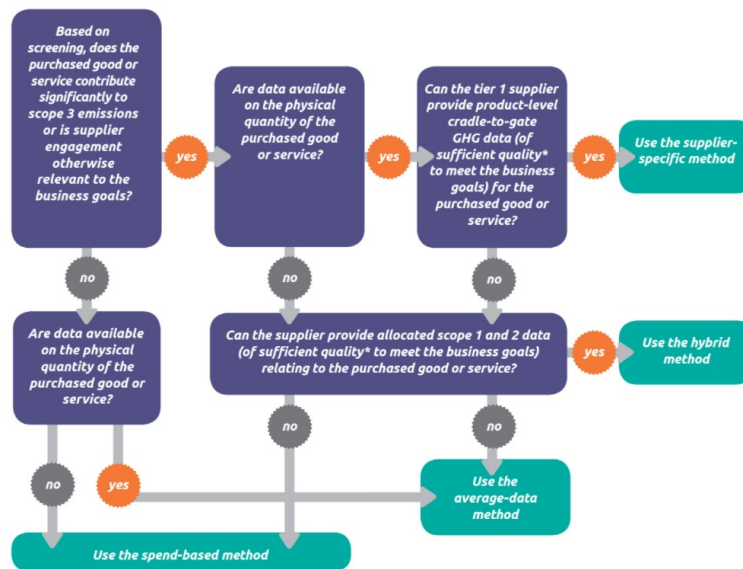 Based on
screening, does the
purchased good or
service contribute
significantly to
scope 3 emissions
or is supplier
engagement
otherwise
relevant to the
business goals?
yes
Are data available
on the physical
quantity of the
purchased good
or service?
yes
Can the tier 1 supplier
provide product-level
cradle-to-gate
GHG data (of
sufficient quality*
to meet the business
goals) for the
purchased good or
service?
yes
Use the supplier-
specific method
no
no
no
Are data available
on the physical
quantity of the
purchased good or
service?
Can the supplier provide allocated scope 1 and 2 data
(of sufficient quality* to meet the business goals)
relating to the purchased good or service?
yes
Use the hybrid
method
no
yes
no
no
Use the
average-data
method
Use the spend-based method